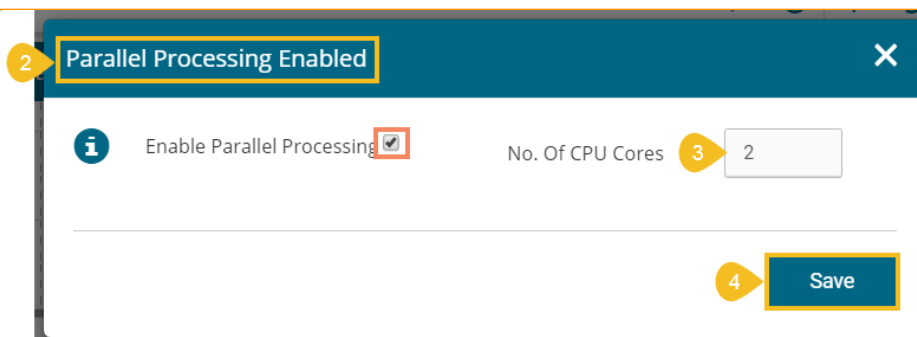 2 Parallel Processing Enabled
Enable Parallel Processing No. Of CPU Cores 3 2
4 Save